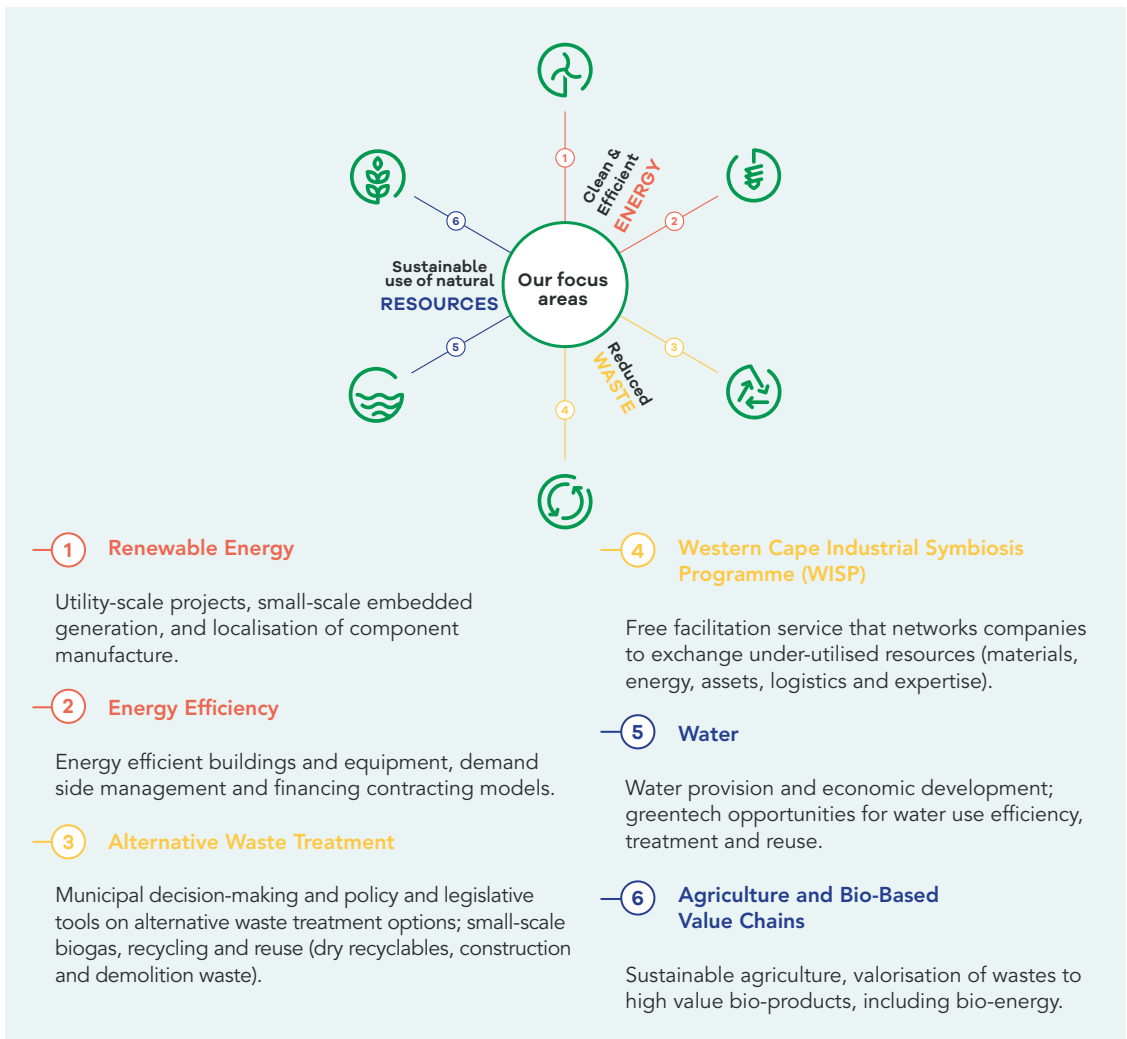 1
Clean &
Efficient
ENERGY
2
6
Sustainable
use of natural
RESOURCES
Our focus
areas
5
3
Reduced
WASTE
4
1 Renewable Energy
Utility-scale projects, small-scale embedded
generation, and localisation of component
manufacture.
2 Energy Efficiency
Energy efficient buildings and equipment, demand
side management and financing contracting models.
3 Alternative Waste Treatment
Municipal decision-making and policy and legislative
tools on alternative waste treatment options; small-scale
biogas, recycling and reuse (dry recyclables, construction
and demolition waste).
4 Western Cape Industrial Symbiosis
Programme (WISP)
Free facilitation service that networks companies
to exchange under-utilised resources (materials,
energy, assets, logistics and expertise).
5 Water
Water provision and economic development;
greentech opportunities for water use efficiency,
treatment and reuse.
6 Agriculture and Bio-Based
Value Chains
Sustainable agriculture, valorisation of wastes to
high value bio-products, including bio-energy.